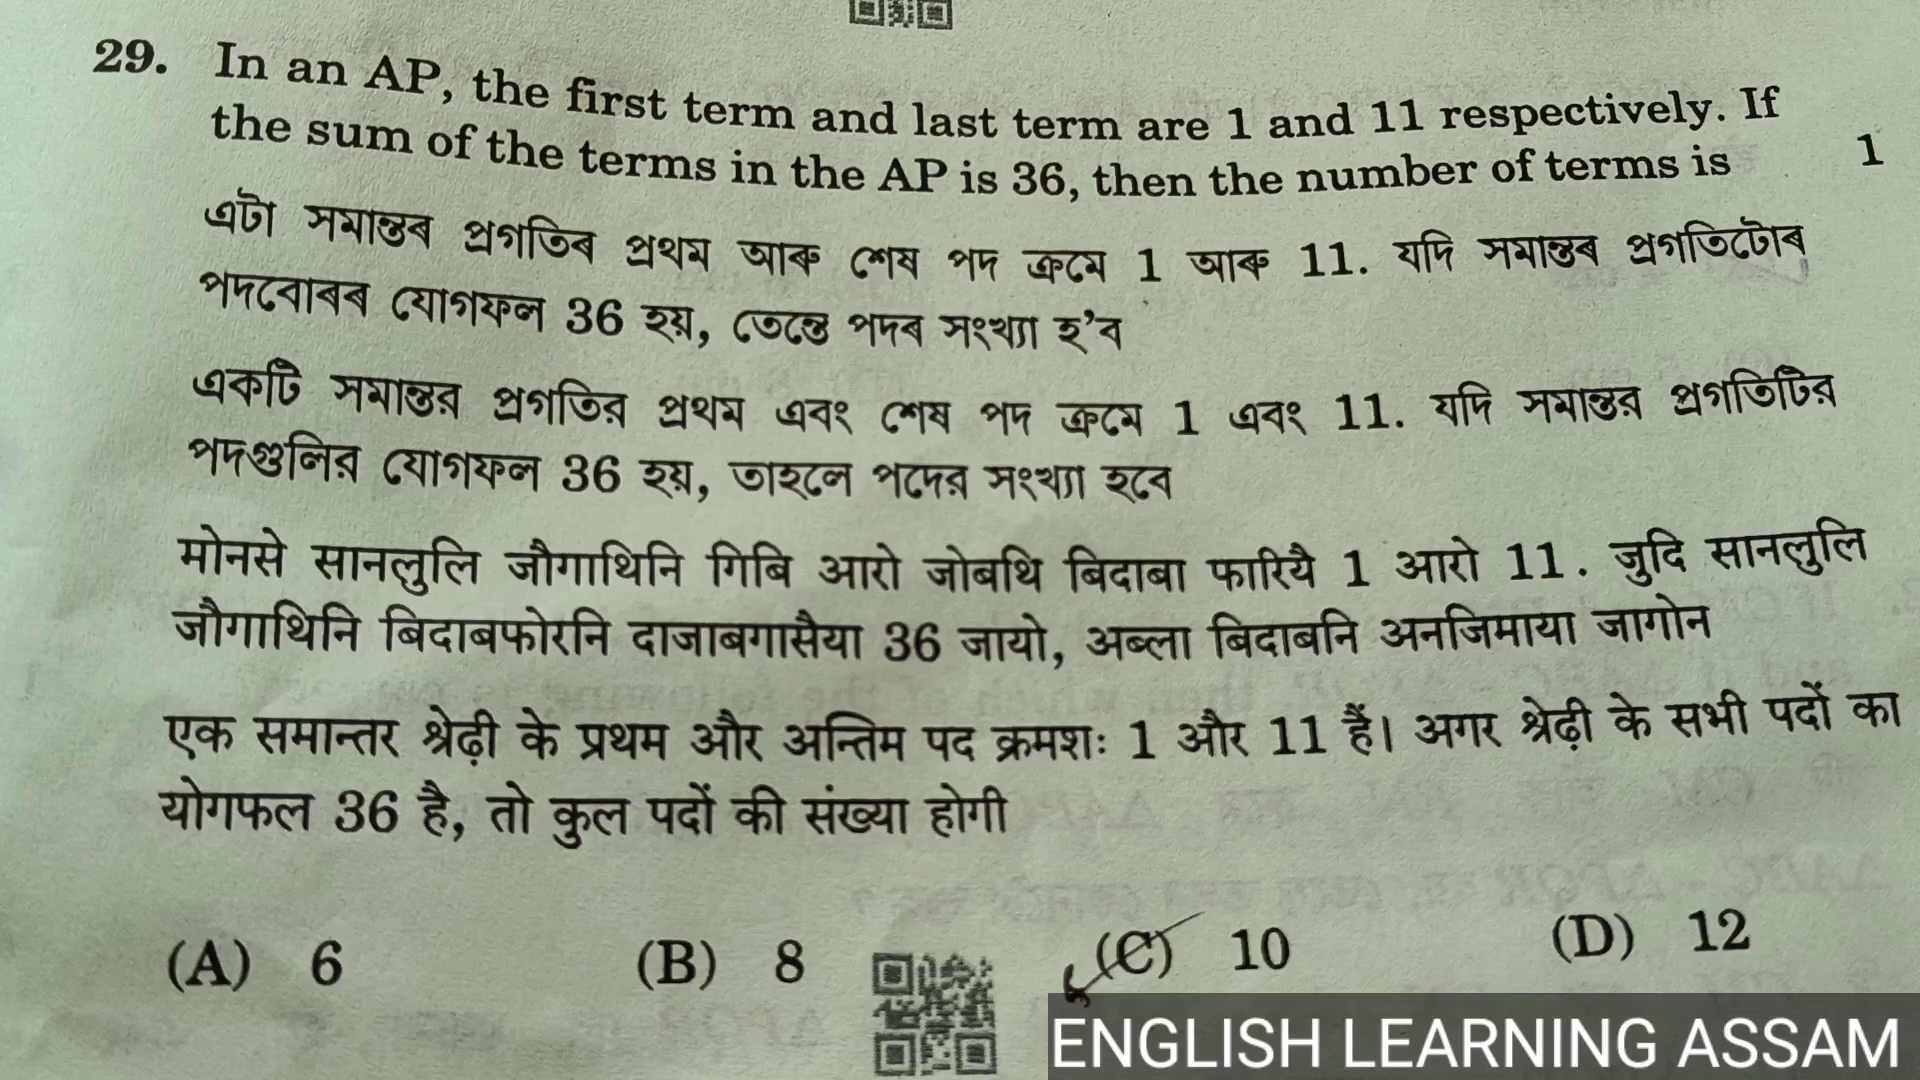 29. In an AP, the first term and last term are 1 and 11 respectively. If
the sum of the terms in the AP is 36, then the number of terms is 1
এটা সমান্তৰ প্ৰগতিৰ প্ৰথম আৰু শেষ পদ ক্ৰমে 1 আৰু 11. যদি সমান্তৰ প্ৰগতিটোৰ
পদবোৰৰ যোগফল 36 হয়, তেন্তে পদৰ সংখ্যা হ'ব
একটি সমান্তর প্রগতির প্রথম এবং শেষ পদ ক্রমে 1 এবং 11. যদি সমান্তর প্রগতিটির
পদগুলির যোগফল 36 হয়, তাহলে পদের সংখ্যা হবে
मोनसे सानलुलि जौगाथिनि गिबि आरो जोबथि बिदाबा फारियै 1 आरो 11. जुदि सानलुलि
जौगाथिनि बिदाबफोरनि दाजाबगासैया 36 जायो, अब्ला बिदाबनि अनजिमाया जागोन
एक समान्तर श्रेढ़ी के प्रथम और अन्तिम पद क्रमशः 1 और 11 हैं। अगर श्रेढ़ी के सभी पदों का
योगफल 36 है, तो कुल पदों की संख्या होगी
(A) 6 (B) 8 (C) 10 (D) 12
ENGLISH LEARNING ASSAM